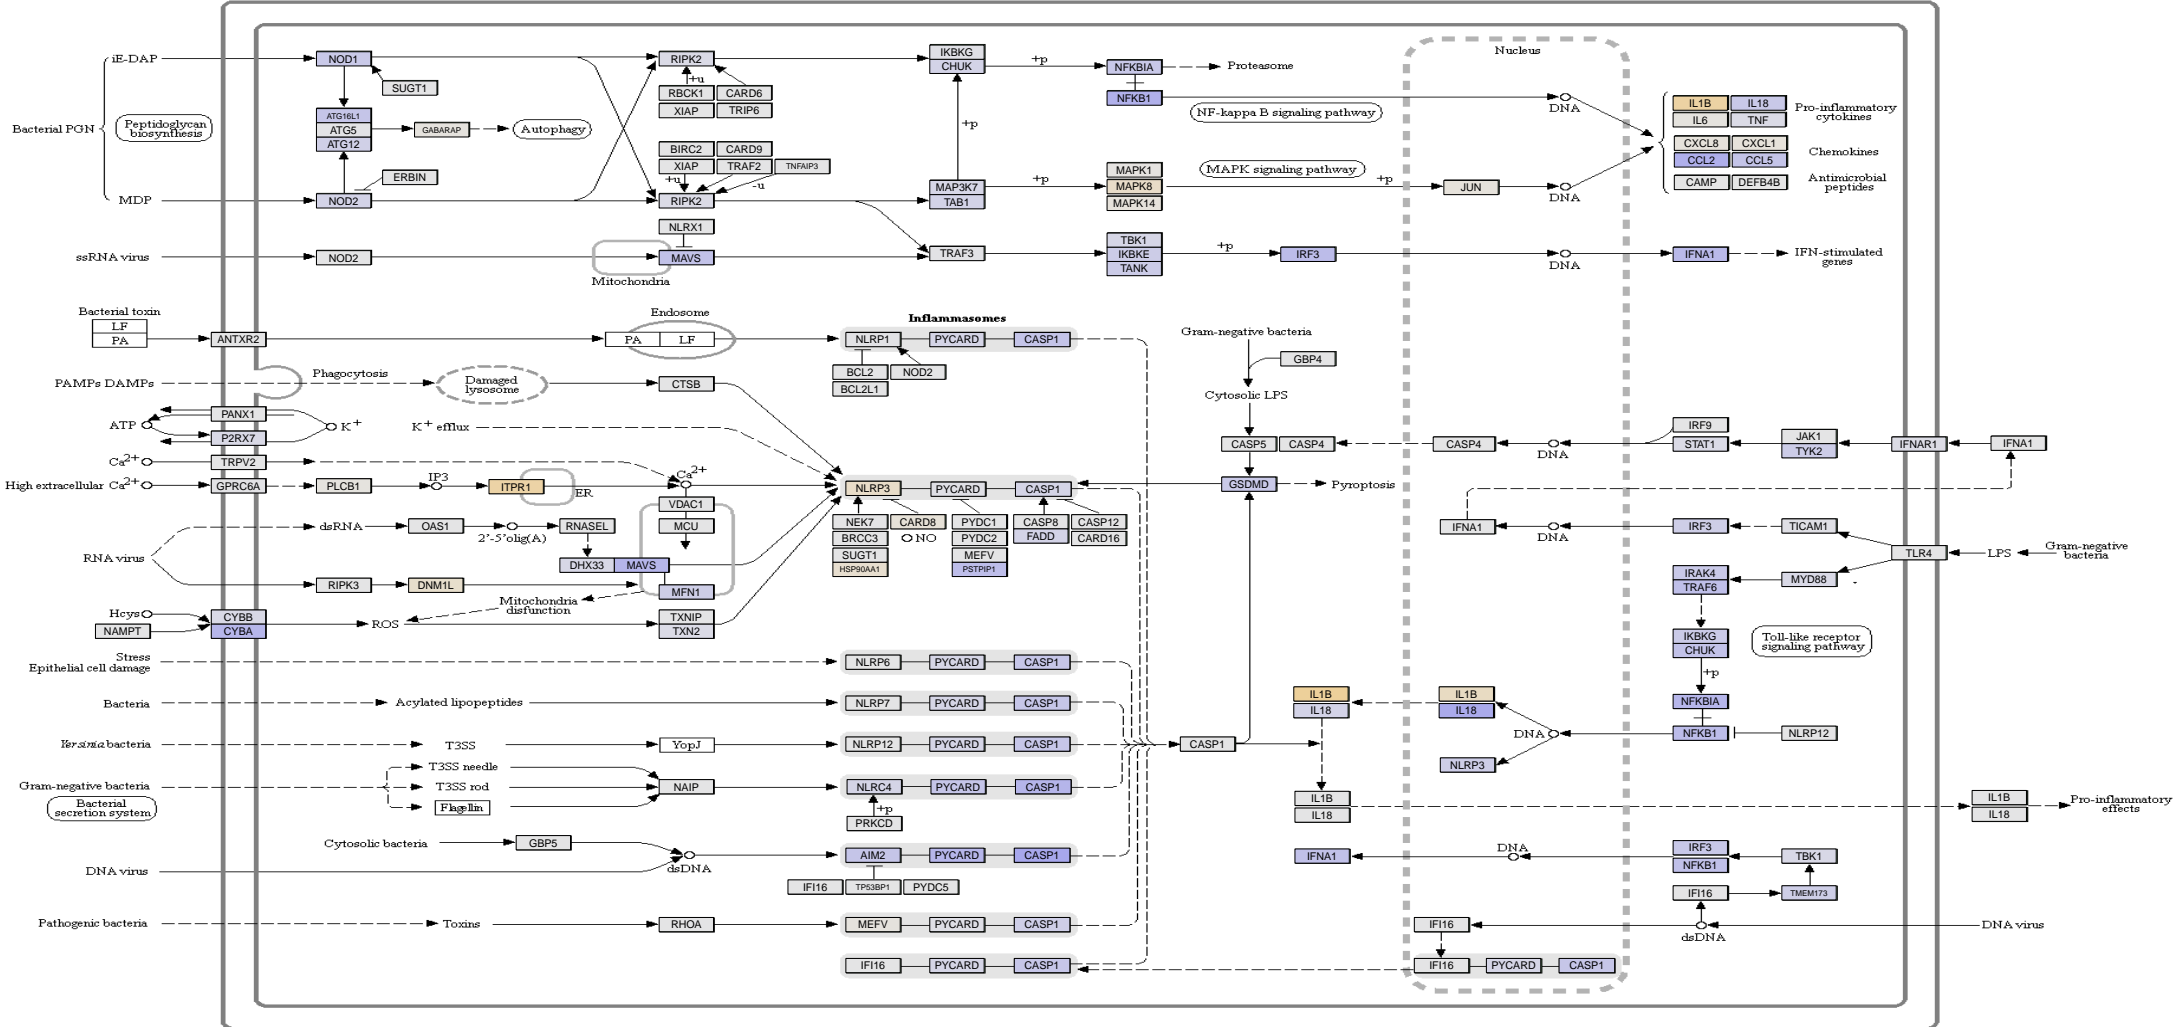 Nucleus
iE-DAP
NOD1
SUGT1
RIPK2
+u
RBCK1
CARD6
XIAP
TRIP6
IKBKG
CHUK
+p
NFKBIA
Proteasome
NFKB1
NF-kappa B signaling pathway
DNA
IL1B
IL18
Pro-inflammatory
cytokines
IL6
TNF
CXCL8
CXCL1
Chemokines
CCL2
CCL5
CAMP
DEFB4B
Antimicrobial
peptides
Bacterial PGN
Peptidoglycan
biosynthesis
ATG16L1
ATG5
ATG12
GABARAP
Autophagy
ERBIN
MDP
NOD2
BIRC2
CARD9
XIAP
TRAF2
TNFAIP3
+u
-u
RIPK2
+p
MAP3K7
TAB1
+p
MAPK1
MAPK8
MAPK14
MAPK signaling pathway
+p
JUN
DNA
ssRNA virus
NOD2
NLRX1
MAVS
Mitochondria
TRAF3
TBK1
IKBKE
TANK
+p
IRF3
DNA
IFNA1
IFN-stimulated
genes
Bacterial toxin
LF
PA
ANTXR2
Endosome
PA
LF
Inflammasomes
NLRP1
PYCARD
CASP1
BCL2
NOD2
BCL2L1
Gram-negative bacteria
GBP4
Cytosolic LPS
PAMPs DAMPs
Phagocytosis
Damaged
lysosome
CTSB
PANX1
ATP
K+
P2RX7
K+ efflux
Ca2+
TRPV2
Ca2+
High extracellular Ca2+
GPRC6A
PLCB1
IP3
ITPR1
ER
VDAC1
MCU
NLRP3
PYCARD
CASP1
NEK7
CARD8
BRCC3
NO
SUGT1
HSP90AA1
PYDC1
PYDC2
MEFV
PSTPIP1
CASP8
FADD
CASP12
CARD16
CASP5
CASP4
CASP4
DNA
IRF9
STAT1
JAK1
TYK2
IFNAR1
IFNA1
GSDMD
Pyroptosis
RNA virus
dsRNA
OAS1
2'-5'olig(A)
RNASEL
DHX33
MAVS
RIPK3
DNM1L
MFN1
Mitochondria
disfunction
IFNA1
DNA
IRF3
TICAM1
TLR4
LPS
Gram-negative
bacteria
IRAK4
TRAF6
MYD88
Hcys
NAMPT
CYBB
CYBA
ROS
TXNIP
TXN2
IKBKG
CHUK
+p
Toll-like receptor
signaling pathway
Stress
Epithelial cell damage
NLRP6
PYCARD
CASP1
Bacteria
Acylated lipopeptides
NLRP7
PYCARD
CASP1
IL1B
IL18
IL1B
IL18
NFKBIA
NFKB1
NLRP12
DNA
NLRP3
Yersinia bacteria
T3SS
YopJ
NLRP12
PYCARD
CASP1
CASP1
Gram-negative bacteria
Bacterial
secretion system
T3SS needle
T3SS rod
Flagellin
NAIP
NLRC4
PYCARD
CASP1
+p
PRKCD
IL1B
IL18
IL1B
IL18
Pro-inflammatory
effects
Cytosolic bacteria
GBP5
DNA virus
dsDNA
AIM2
PYCARD
CASP1
IFI16
TP53BP1
PYDC5
IFNA1
DNA
IRF3
NFKB1
TBK1
IFI16
TMEM173
Pathogenic bacteria
Toxins
RHOA
MEFV
PYCARD
CASP1
IFI16
dsDNA
DNA virus
IFI16
PYCARD
CASP1
IFI16
PYCARD
CASP1